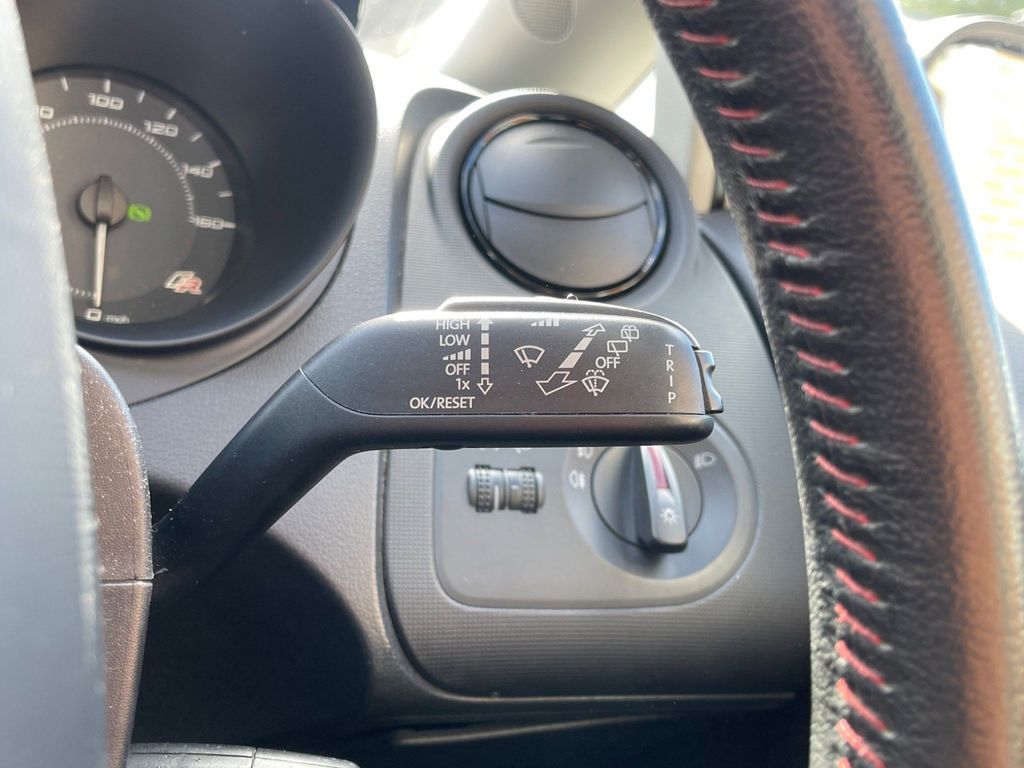 100
120
140
160
0 mph
HIGH
LOW
OFF
1x
OK/RESET
OFF
TRIP